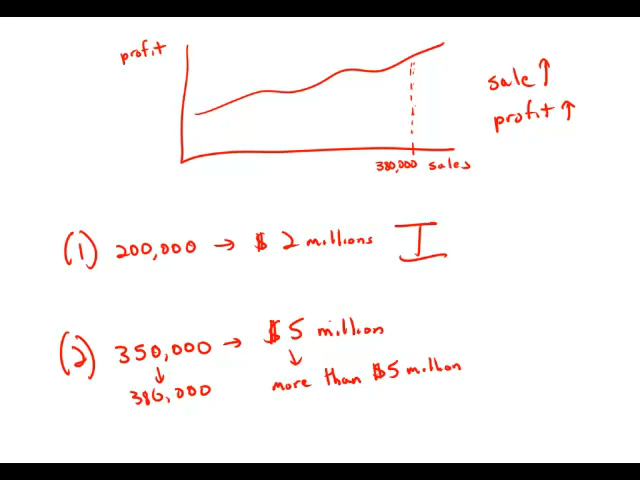 profit
sale ↑
profit ↑
380,000 sales
(1) 200,000 → $ 2 millions I
(2) 350,000 → $5 million
↓ ↓
380,000 more than $5 million